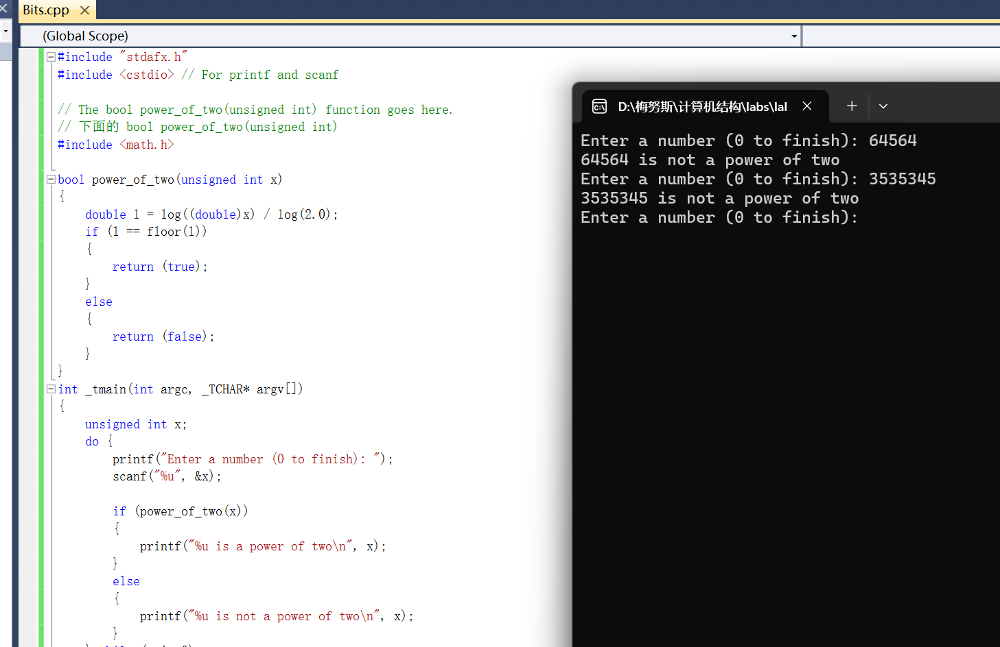 Bits.cpp
(Global Scope)
#include "stdafx.h"
#include <cstdio> // For printf and scanf
// The bool power_of_two(unsigned int) function goes here.
// 下面的 bool power_of_two(unsigned int)
#include <math.h>
bool power_of_two(unsigned int x)
{
double l = log((double)x) / log(2.0);
if (l == floor(l))
{
return (true);
}
else
{
return (false);
}
}
int _tmain(int argc, _TCHAR* argv[])
{
unsigned int x;
do {
printf("Enter a number (0 to finish): ");
scanf("%u", &x);
if (power_of_two(x))
{
printf("%u is a power of two\n", x);
}
else
{
printf("%u is not a power of two\n", x);
}
D:\梅努斯\计算机结构\labs\lal
Enter a number (0 to finish): 64564
64564 is not a power of two
Enter a number (0 to finish): 3535345
3535345 is not a power of two
Enter a number (0 to finish):